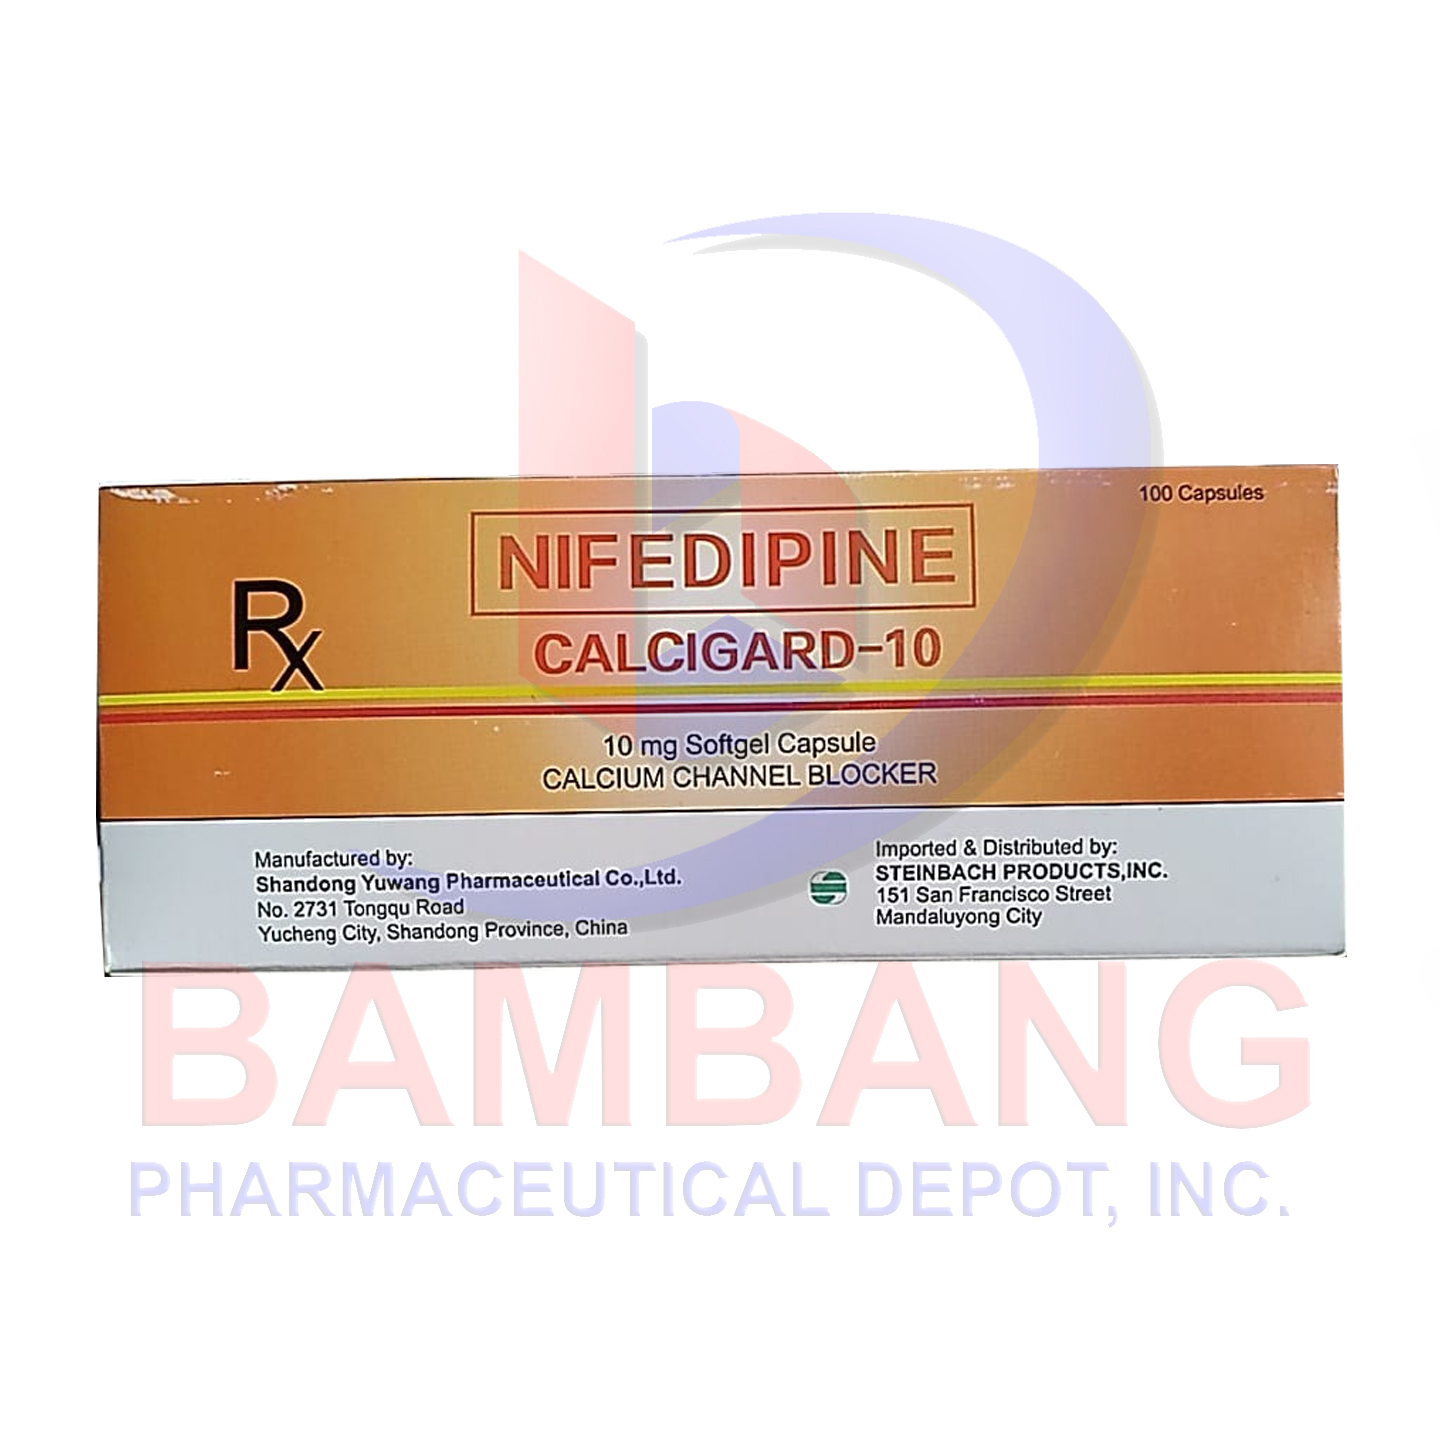 100 Capsules
NIFEDIPINE
Rx
CALCIGARD-10
10 mg Softgel Capsule
CALCIUM CHANNEL BLOCKER
Manufactured by:
Shandong Yuwang Pharmaceutical Co.,Ltd.
No. 2731 Tongqu Road
Yucheng City, Shandong Province, China
Imported & Distributed by:
STEINBACH PRODUCTS,INC.
151 San Francisco Street
Mandaluyong City
BAMBANG
PHARMACEUTICAL DEPOT, INC.